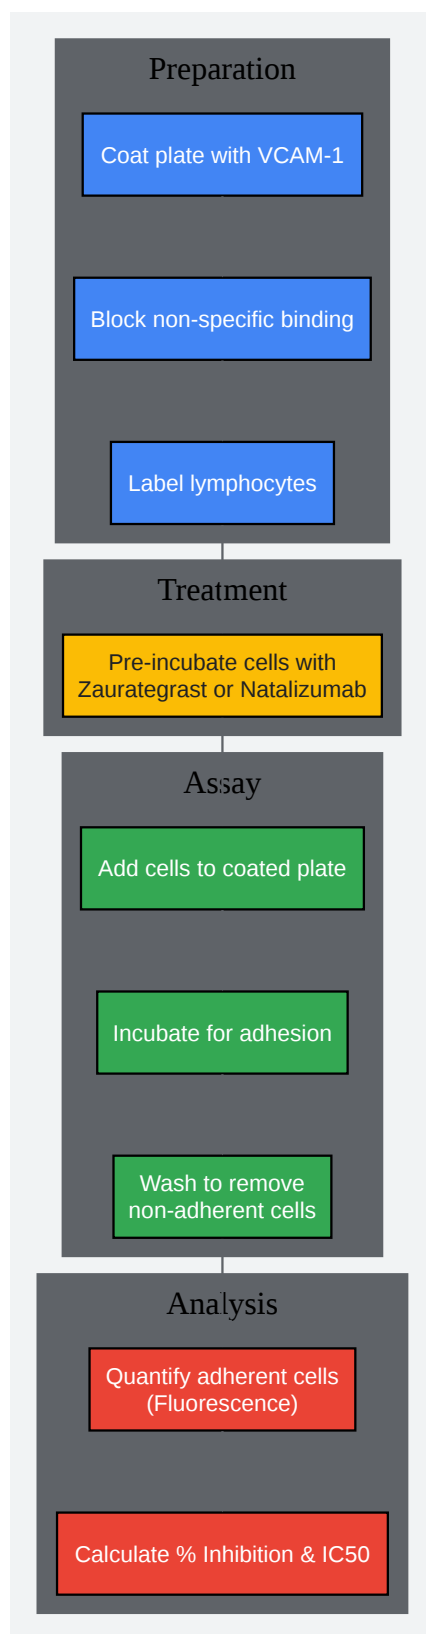 Preparation
Coat plate with VCAM-1
Block non-specific binding
Label lymphocytes
Treatment
Pre-incubate cells with
Zaurategrast or Natalizumab
Assay
Add cells to coated plate
Incubate for adhesion
Wash to remove
non-adherent cells
Analysis
Quantify adherent cells
(Fluorescence)
Calculate % Inhibition & IC50